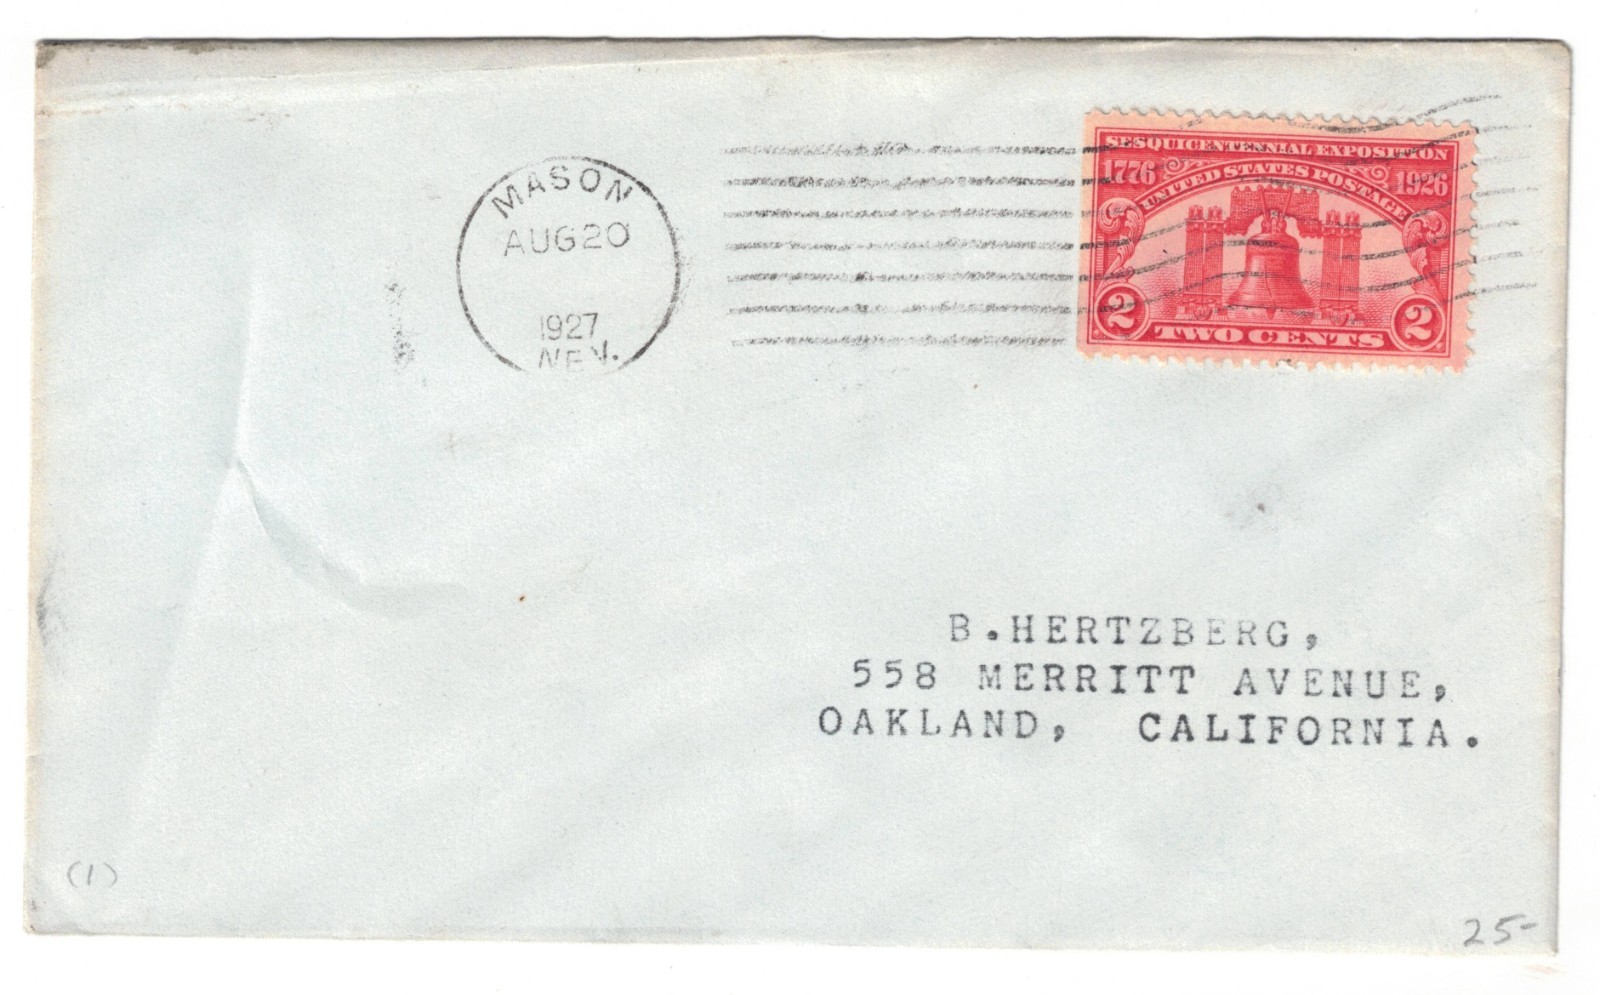 MASON
AUG 20
1927
NEV.
SESQUICENTENNIAL EXPOSITION
1776 1926
UNITED STATES POSTAGE
2 2
TWO CENTS
B.HERTZBERG,
558 MERRITT AVENUE,
OAKLAND, CALIFORNIA.
(1)
25-